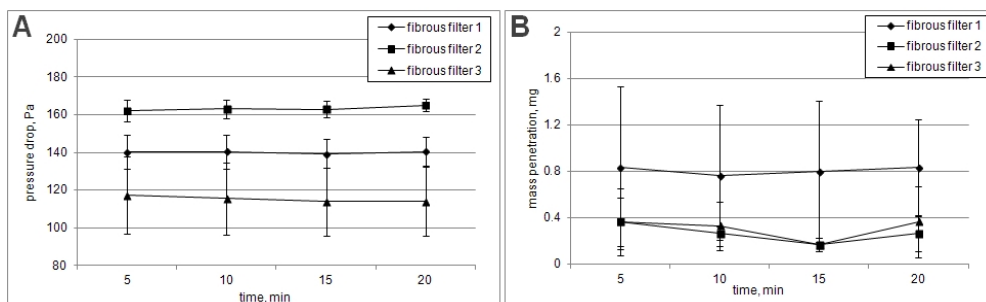 A
200
180
160
140
120
100
80
pressure drop, Pa
5 10 15 20
time, min
fibrous filter 1
fibrous filter 2
fibrous filter 3
B
2
1.6
1.2
0.8
0.4
0
mass penetration, mg
5 10 15 20
time, min
fibrous filter 1
fibrous filter 2
fibrous filter 3